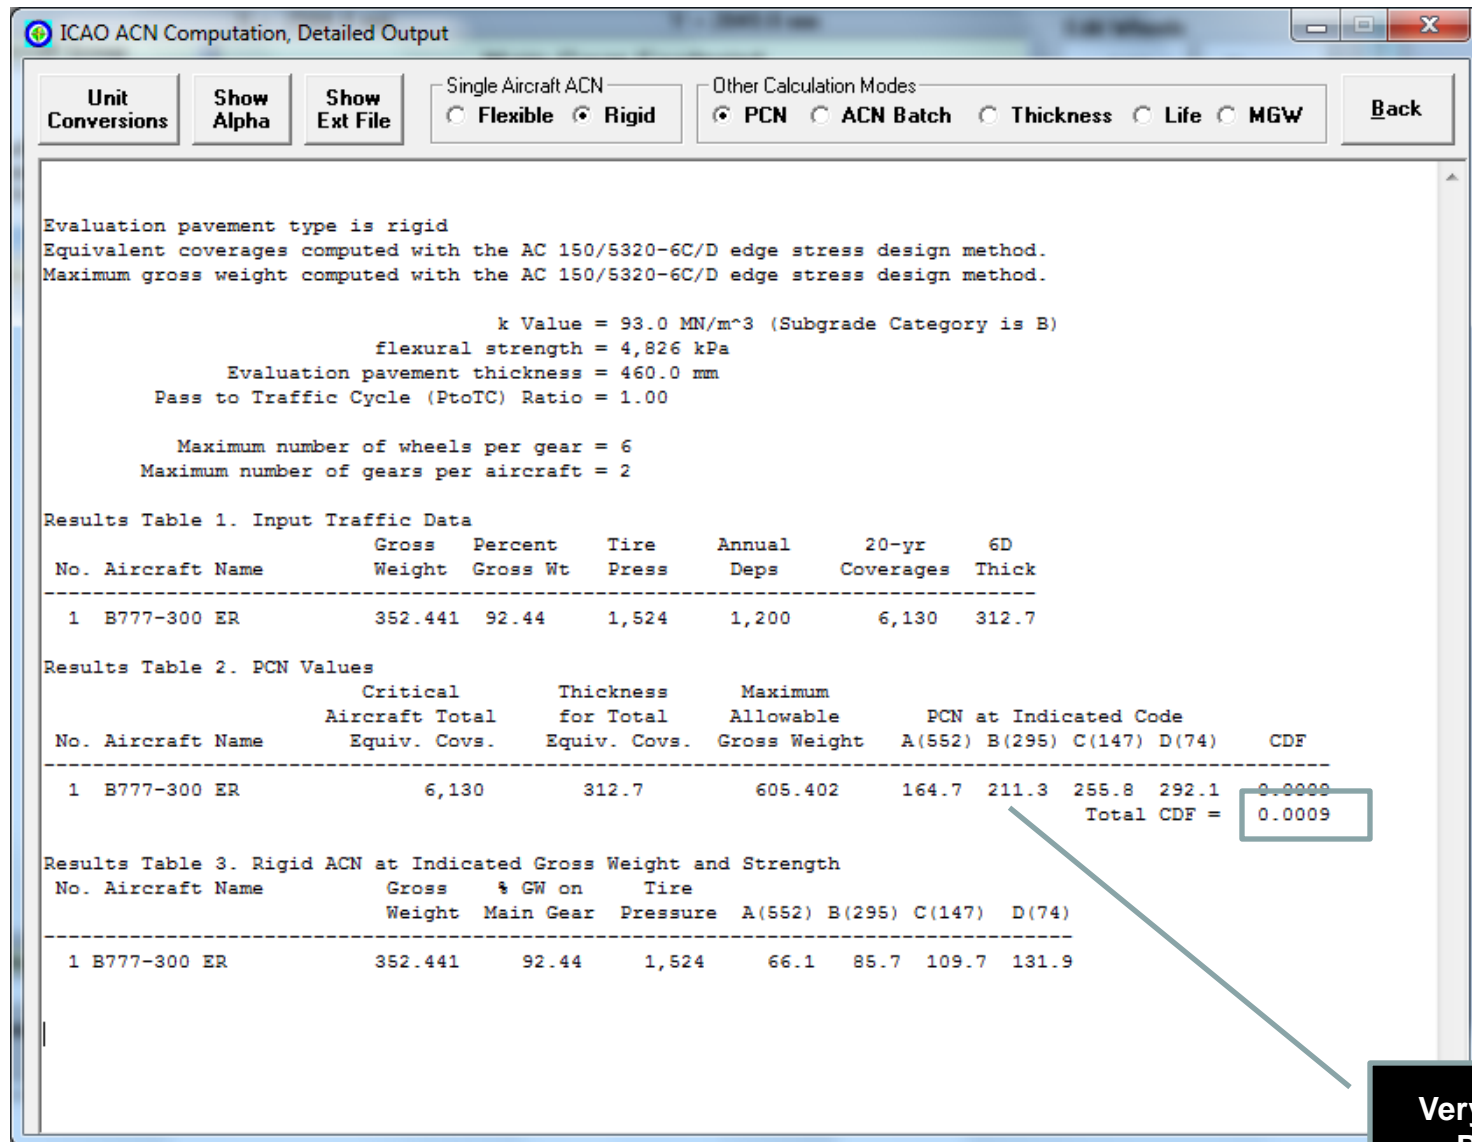 ICAO ACN Computation, Detailed Output
Unit Conversions
Show Alpha
Show Ext File
Single Aircraft ACN
Flexible Rigid
Other Calculation Modes
PCN ACN Batch Thickness Life MGW
Back
Evaluation pavement type is rigid
Equivalent coverages computed with the AC 150/5320-6C/D edge stress design method.
Maximum gross weight computed with the AC 150/5320-6C/D edge stress design method.
k Value = 93.0 MN/m^3 (Subgrade Category is B)
flexural strength = 4,826 kPa
Evaluation pavement thickness = 460.0 mm
Pass to Traffic Cycle (PtoTC) Ratio = 1.00
Maximum number of wheels per gear = 6
Maximum number of gears per aircraft = 2
Results Table 1. Input Traffic Data
Gross Percent Tire Annual 20-yr 6D
No. Aircraft Name Weight Gross Wt Press Deps Coverages Thick
1 B777-300 ER 352.441 92.44 1,524 1,200 6,130 312.7
Results Table 2. PCN Values
Critical Thickness Maximum
Aircraft Total for Total Allowable PCN at Indicated Code
No. Aircraft Name Equiv. Covs. Equiv. Covs. Gross Weight A(552) B(295) C(147) D(74) CDF
1 B777-300 ER 6,130 312.7 605.402 164.7 211.3 255.8 292.1 0.0009
Total CDF = 0.0009
Results Table 3. Rigid ACN at Indicated Gross Weight and Strength
No. Aircraft Name Gross % GW on Tire
Weight Main Gear Pressure A(552) B(295) C(147) D(74)
1 B777-300 ER 352.441 92.44 1,524 66.1 85.7 109.7 131.9
Very